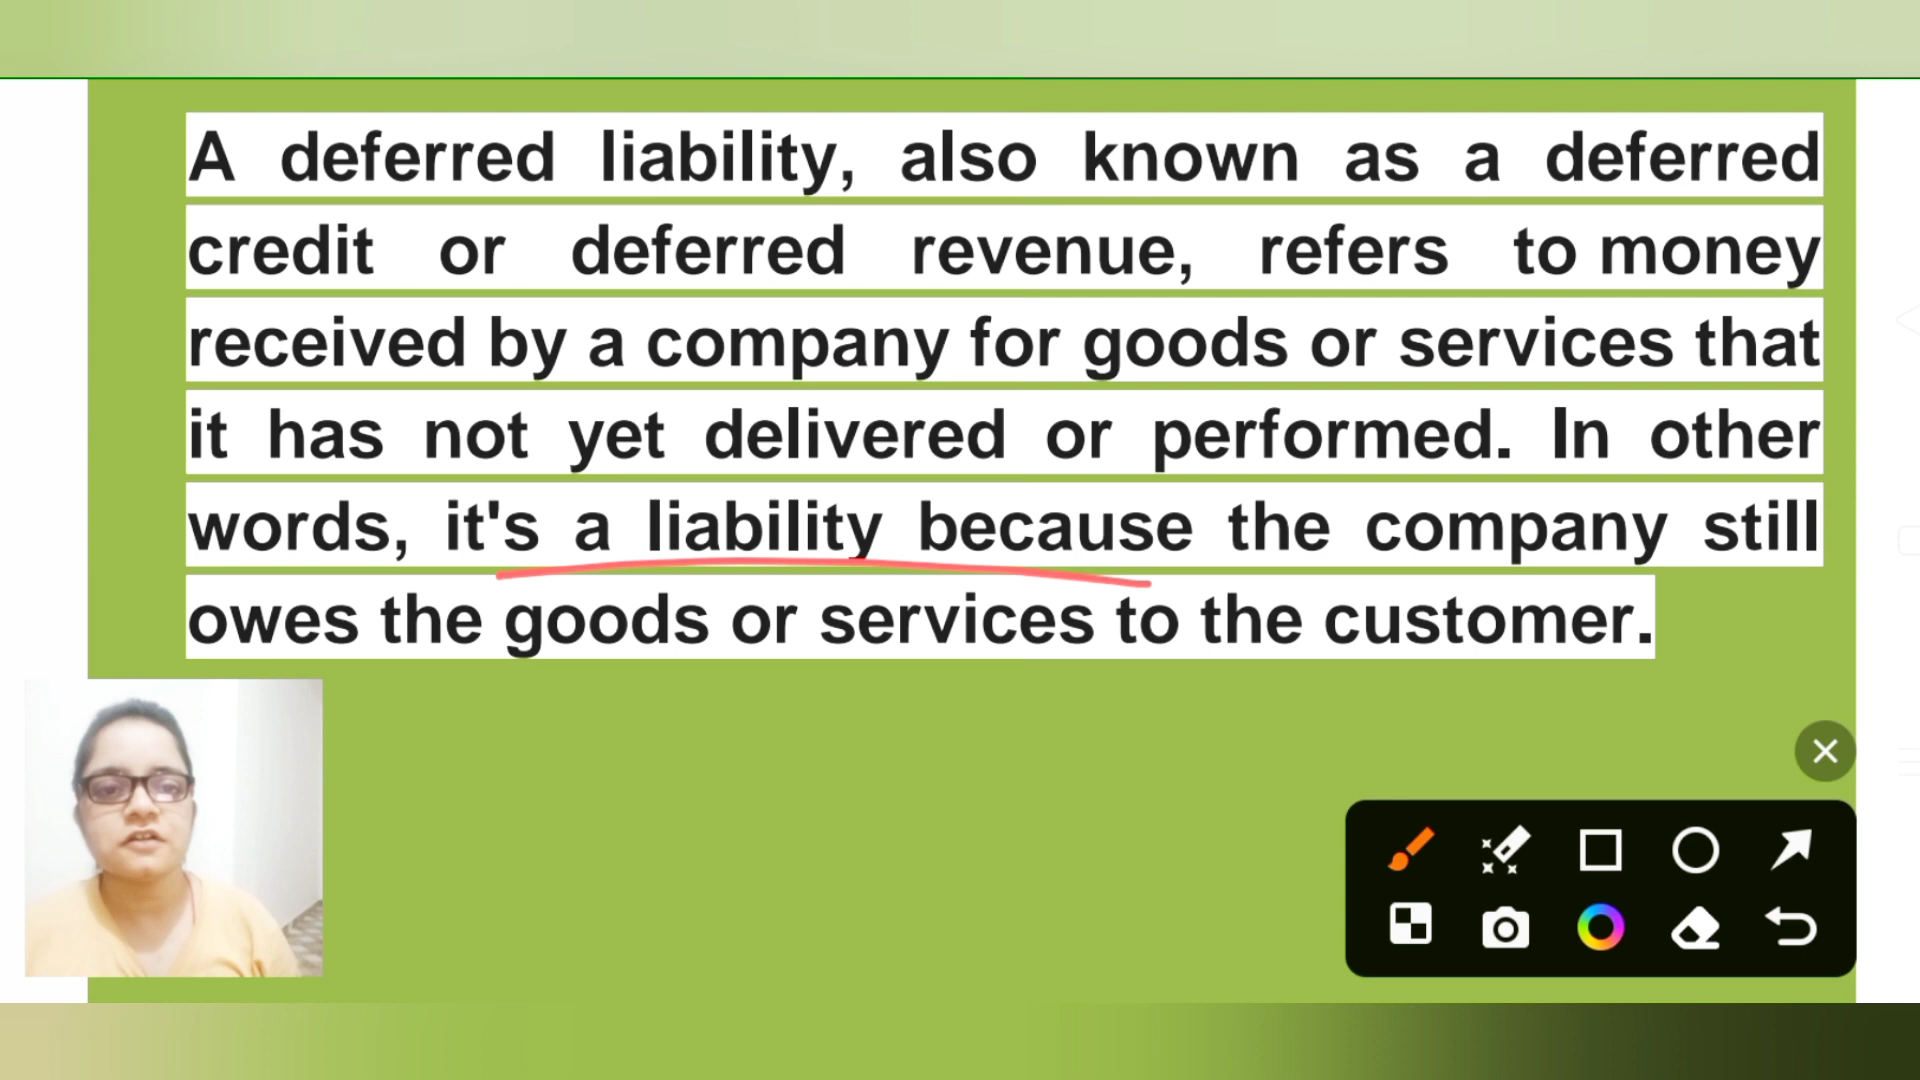 A deferred liability, also known as a deferred
credit or deferred revenue, refers to money
received by a company for goods or services that
it has not yet delivered or performed. In other
words, it's a liability because the company still
owes the goods or services to the customer.